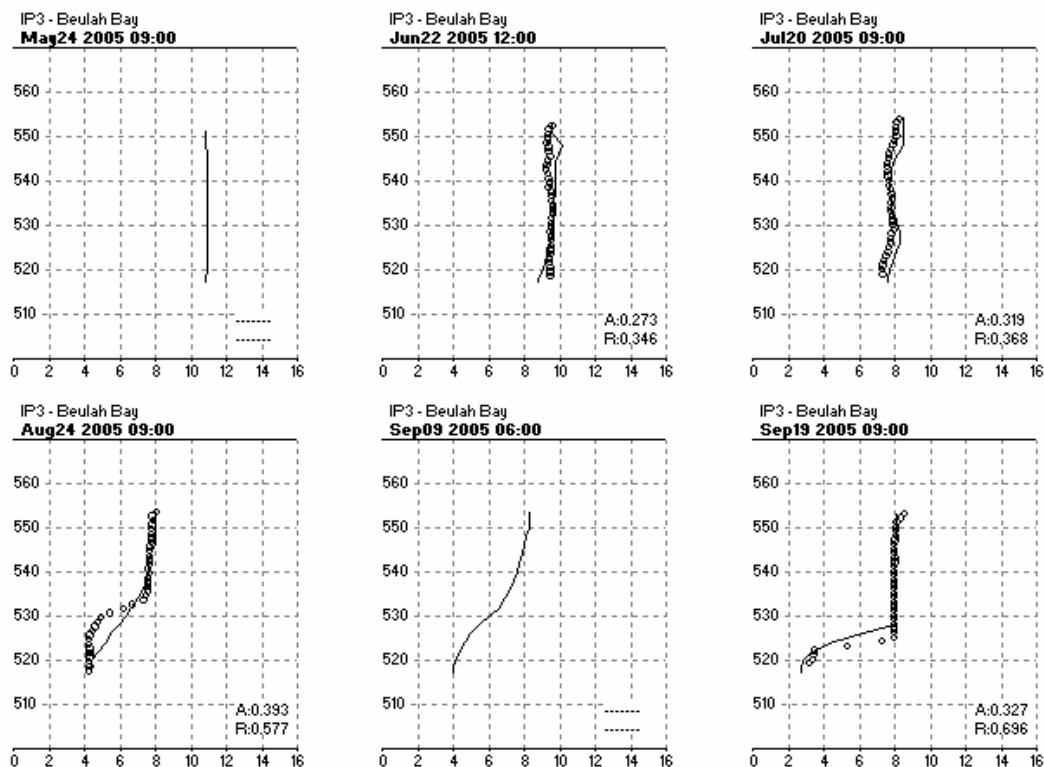 IP3 - Beulah Bay
May24 2005 09:00
560
550
540
530
520
510
0 2 4 6 8 10 12 14 16
IP3 - Beulah Bay
Jun22 2005 12:00
560
550
540
530
520
510
A:0.273
R:0.346
0 2 4 6 8 10 12 14 16
IP3 - Beulah Bay
Jul20 2005 09:00
560
550
540
530
520
510
A:0.319
R:0.368
0 2 4 6 8 10 12 14 16
IP3 - Beulah Bay
Aug24 2005 09:00
560
550
540
530
520
510
A:0.393
R:0.577
0 2 4 6 8 10 12 14 16
IP3 - Beulah Bay
Sep09 2005 06:00
560
550
540
530
520
510
0 2 4 6 8 10 12 14 16
IP3 - Beulah Bay
Sep19 2005 09:00
560
550
540
530
520
510
A:0.327
R:0.696
0 2 4 6 8 10 12 14 16